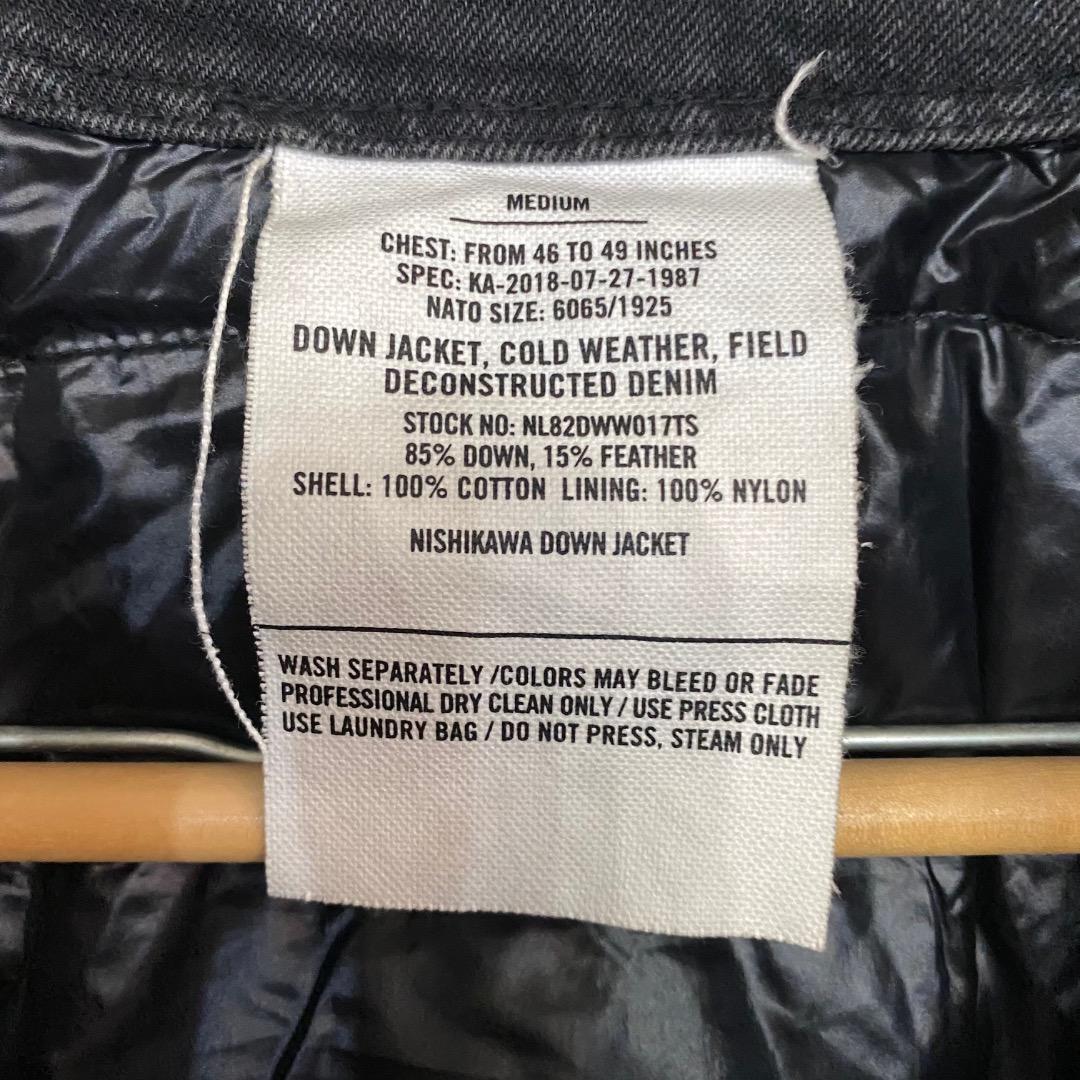 MEDIUM
CHEST: FROM 46 TO 49 INCHES
SPEC: KA-2018-07-27-1987
NATO SIZE: 6065/1925
DOWN JACKET, COLD WEATHER, FIELD
DECONSTRUCTED DENIM
STOCK NO: NL82DWW017TS
85% DOWN, 15% FEATHER
SHELL: 100% COTTON LINING: 100% NYLON
NISHIKAWA DOWN JACKET
WASH SEPARATELY /COLORS MAY BLEED OR FADE
PROFESSIONAL DRY CLEAN ONLY / USE PRESS CLOTH
USE LAUNDRY BAG / DO NOT PRESS, STEAM ONLY